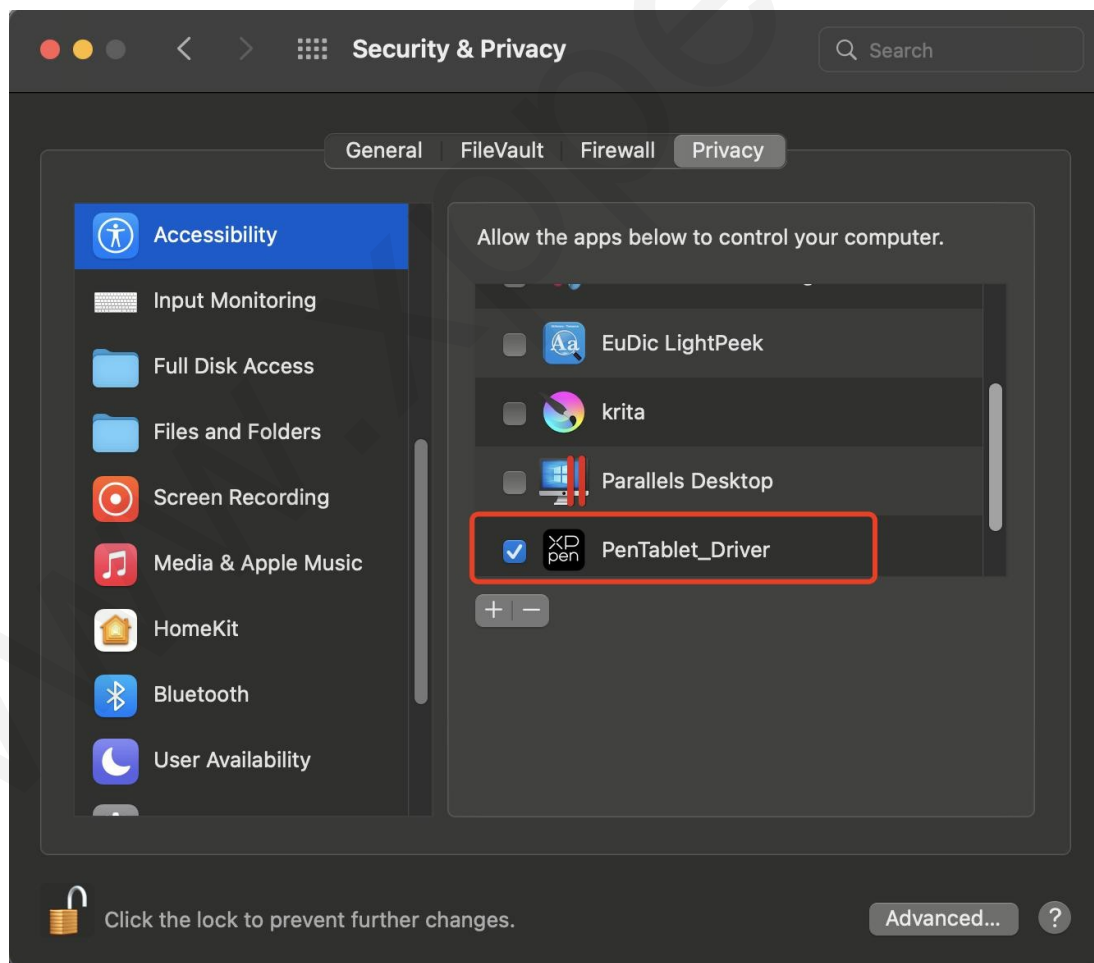 Security & Privacy
Search
General FileVault Firewall Privacy
Accessibility
Input Monitoring
Full Disk Access
Files and Folders
Screen Recording
Media & Apple Music
HomeKit
Bluetooth
User Availability
Allow the apps below to control your computer.
Aa EuDic LightPeek
krita
Parallels Desktop
XP pen PenTablet_Driver
+ −
Click the lock to prevent further changes.
Advanced... ?